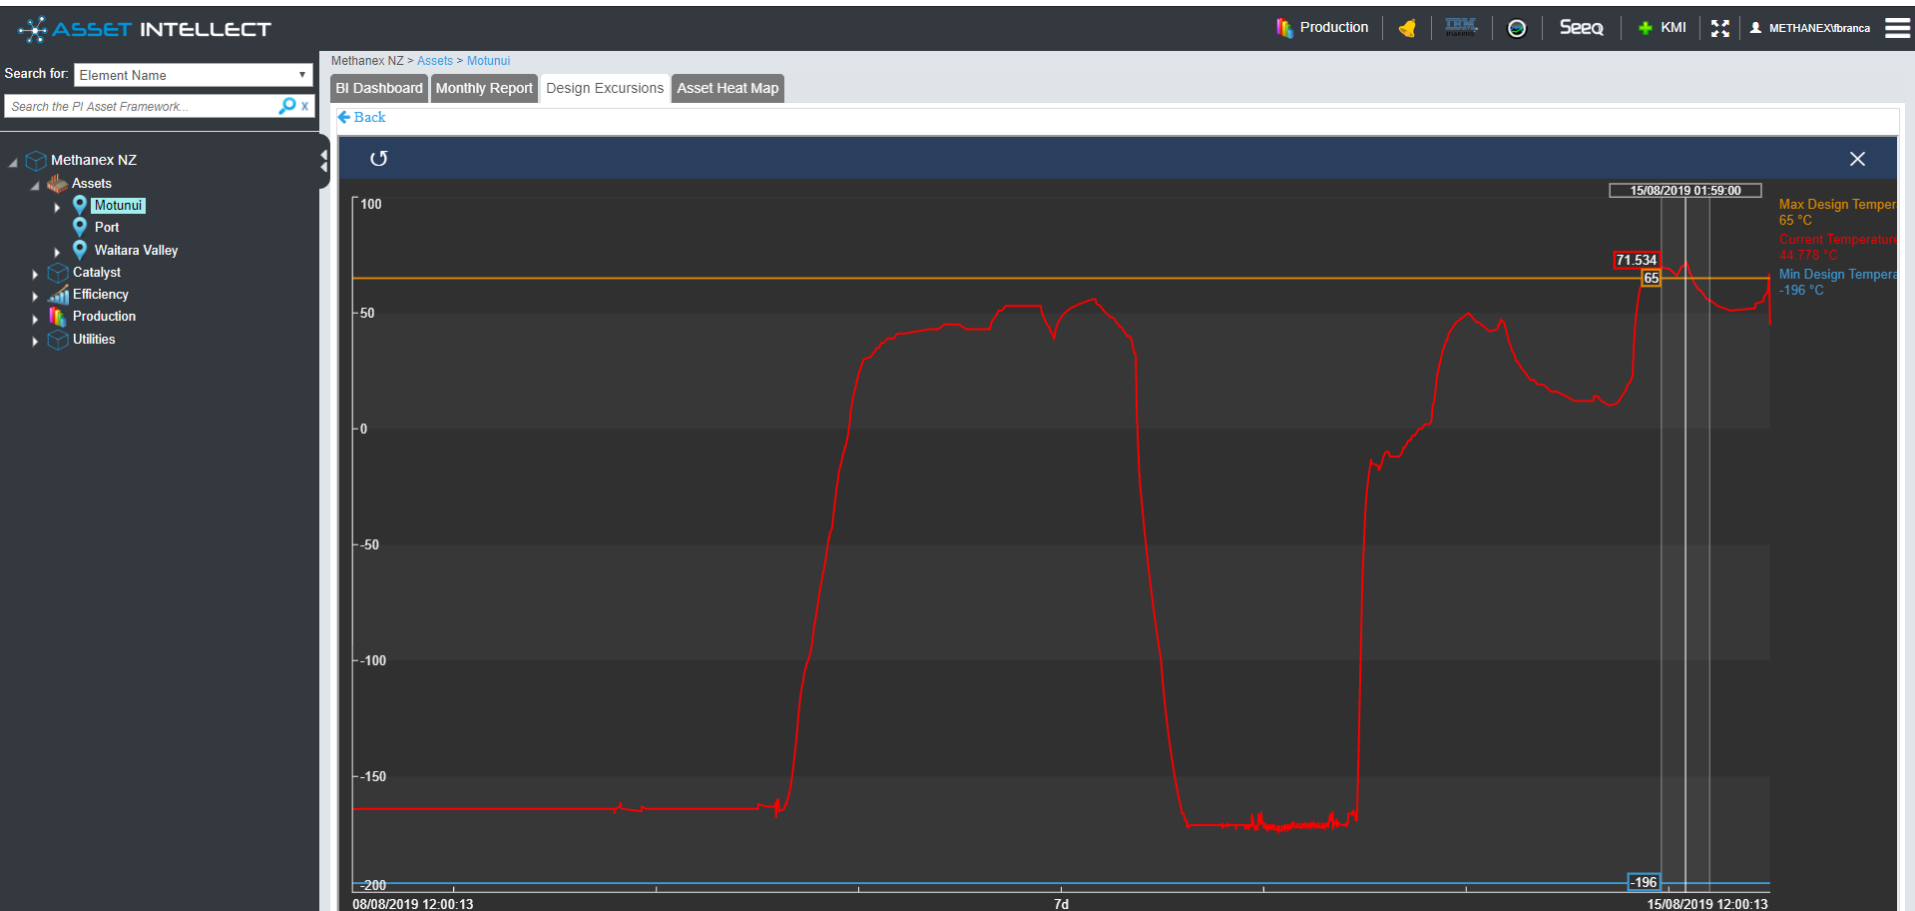 ASSET INTELLECT
Production
IBM.
Seeq
KMI
METHANEX\fbranca
Search for:
Element Name
Search the PI Asset Framework...
x
Methanex NZ
Assets
Motunui
Port
Waitara Valley
Catalyst
Efficiency
Production
Utilities
Methanex NZ > Assets > Motunui
BI Dashboard
Monthly Report
Design Excursions
Asset Heat Map
Back
15/08/2019 01:59:00
100
50
0
-50
-100
-150
-200
71.534
65
-196
Max Design Temper
65 °C
Current Temperature
44.778 °C
Min Design Tempera
-196 °C
08/08/2019 12:00:13
7d
15/08/2019 12:00:13